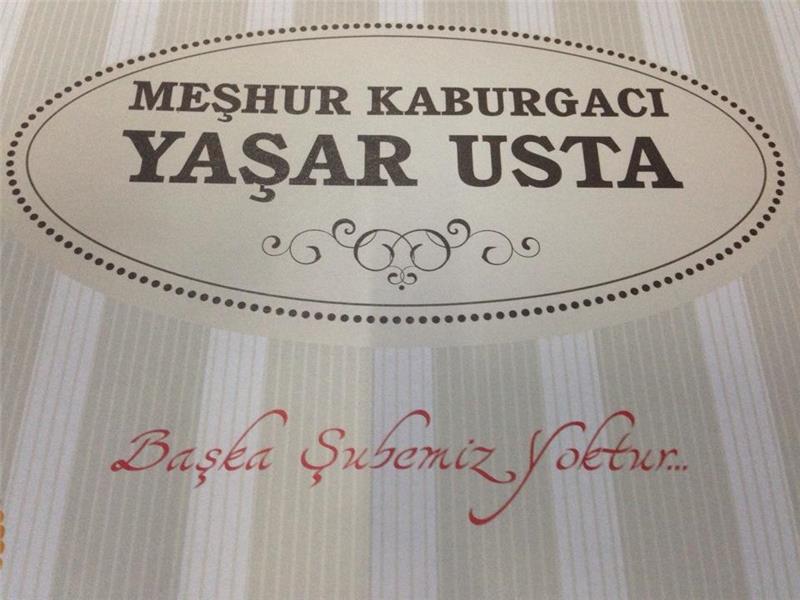 MEŞHUR KABURGACI
YAŞAR USTA
Başka Şubemiz Yoktur...